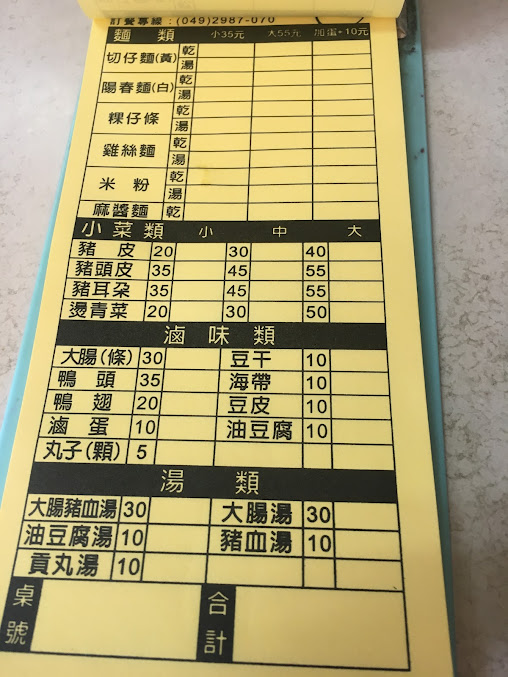 訂餐專線:(049)2987-070
麵類 小35元 大55元 加蛋+10元
切仔麵(黃) 乾 湯
陽春麵(白) 乾 湯
粿仔條 乾 湯
雞絲麵 乾 湯
米粉 乾 湯
麻醬麵 乾
小菜類 小 中 大
豬皮 20 30 40
豬頭皮 35 45 55
豬耳朵 35 45 55
燙青菜 20 30 50
滷味類
大腸(條) 30 豆干 10
鴨頭 35 海帶 10
鴨翅 20 豆皮 10
滷蛋 10 油豆腐 10
丸子(顆) 5
湯類
大腸豬血湯 30 大腸湯 30
油豆腐湯 10 豬血湯 10
貢丸湯 10
桌號 合計